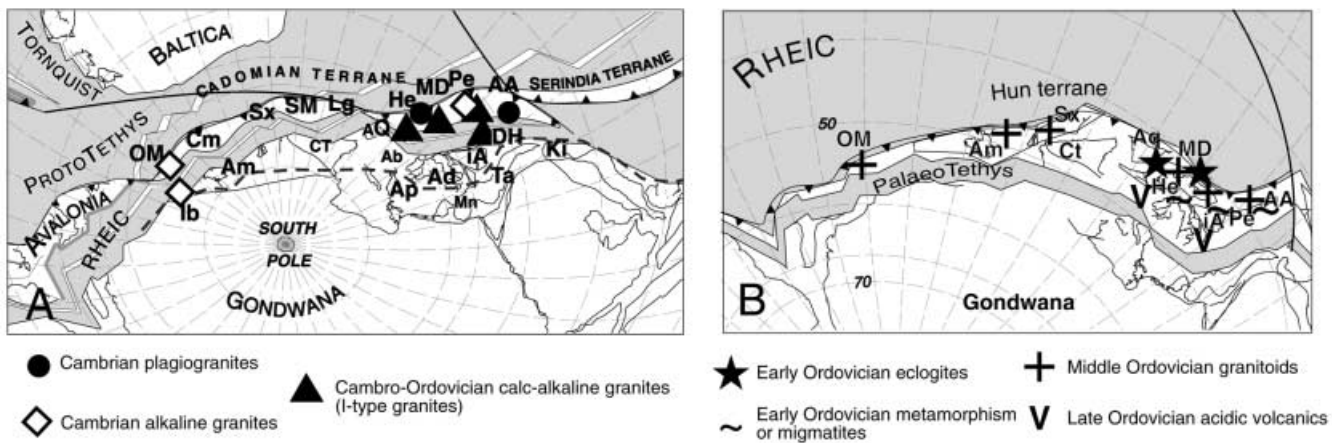 BALTICA
TORNQUIST
CADOMIAN TERRANE
SERINDIA TERRANE
PROTOTETHYS
MD
Pe
AA
He
Lg
SM
Sx
Cm
OM
AQ
DH
CT
Ab
iA
Ki
Am
Ad
Ta
Ap
Mn
Ib
AVALONIA
RHEIC
SOUTH
POLE
GONDWANA
A
RHEIC
Hun terrane
50
OM
Sx
Am
Ct
Aq
MD
PalaeoTethys
He
AA
iA
Pe
70
Gondwana
B
Cambrian plagiogranites
Cambrian alkaline granites
Cambro-Ordovician calc-alkaline granites
(I-type granites)
Early Ordovician eclogites
Early Ordovician metamorphism
or migmatites
Middle Ordovician granitoids
V Late Ordovician acidic volcanics